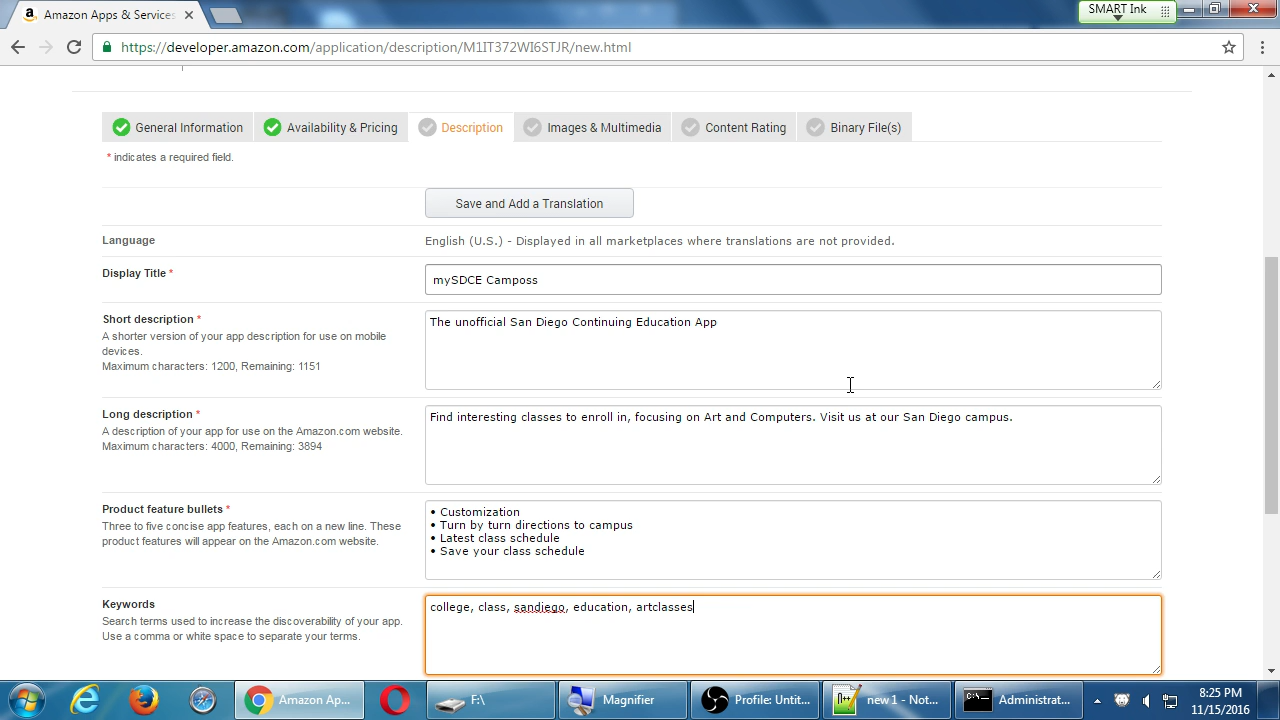 Amazon Apps & Services
SMART Ink
https://developer.amazon.com/application/description/M1IT372WI6STJR/new.html
General Information
Availability & Pricing
Description
Images & Multimedia
Content Rating
Binary File(s)
* indicates a required field.
Save and Add a Translation
Language
English (U.S.) - Displayed in all marketplaces where translations are not provided.
Display Title *
mySDCE Camposs
Short description *
A shorter version of your app description for use on mobile
devices.
Maximum characters: 1200, Remaining: 1151
The unofficial San Diego Continuing Education App
Long description *
A description of your app for use on the Amazon.com website.
Maximum characters: 4000, Remaining: 3894
Find interesting classes to enroll in, focusing on Art and Computers. Visit us at our San Diego campus.
Product feature bullets *
Three to five concise app features, each on a new line. These
product features will appear on the Amazon.com website.
• Customization
• Turn by turn directions to campus
• Latest class schedule
• Save your class schedule
Keywords
Search terms used to increase the discoverability of your app.
Use a comma or white space to separate your terms.
college, class, sandiego, education, artclasses
Amazon Ap...
F:\
Magnifier
Profile: Untit...
new 1 - Not...
Administrat...
8:25 PM
11/15/2016